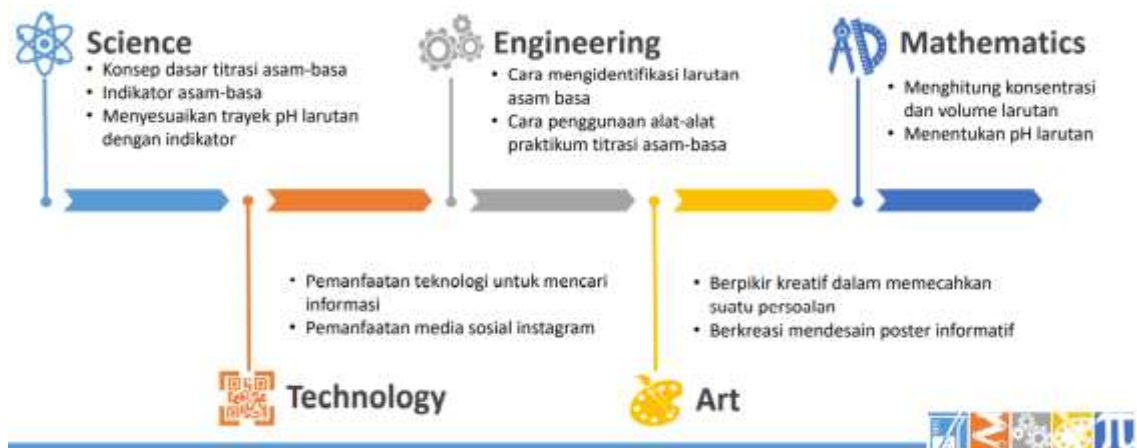 Science
• Konsep dasar titrasi asam-basa
• Indikator asam-basa
• Menyesuaikan trayek pH larutan
dengan indikator
Engineering
• Cara mengidentifikasi larutan
asam basa
• Cara penggunaan alat-alat
praktikum titrasi asam-basa
Mathematics
• Menghitung konsentrasi
dan volume larutan
• Menentukan pH larutan
• Pemanfaatan teknologi untuk mencari
informasi
• Pemanfaatan media sosial instagram
Technology
• Berpikir kreatif dalam memecahkan
suatu persoalan
• Berkreasi mendesain poster informatif
Art